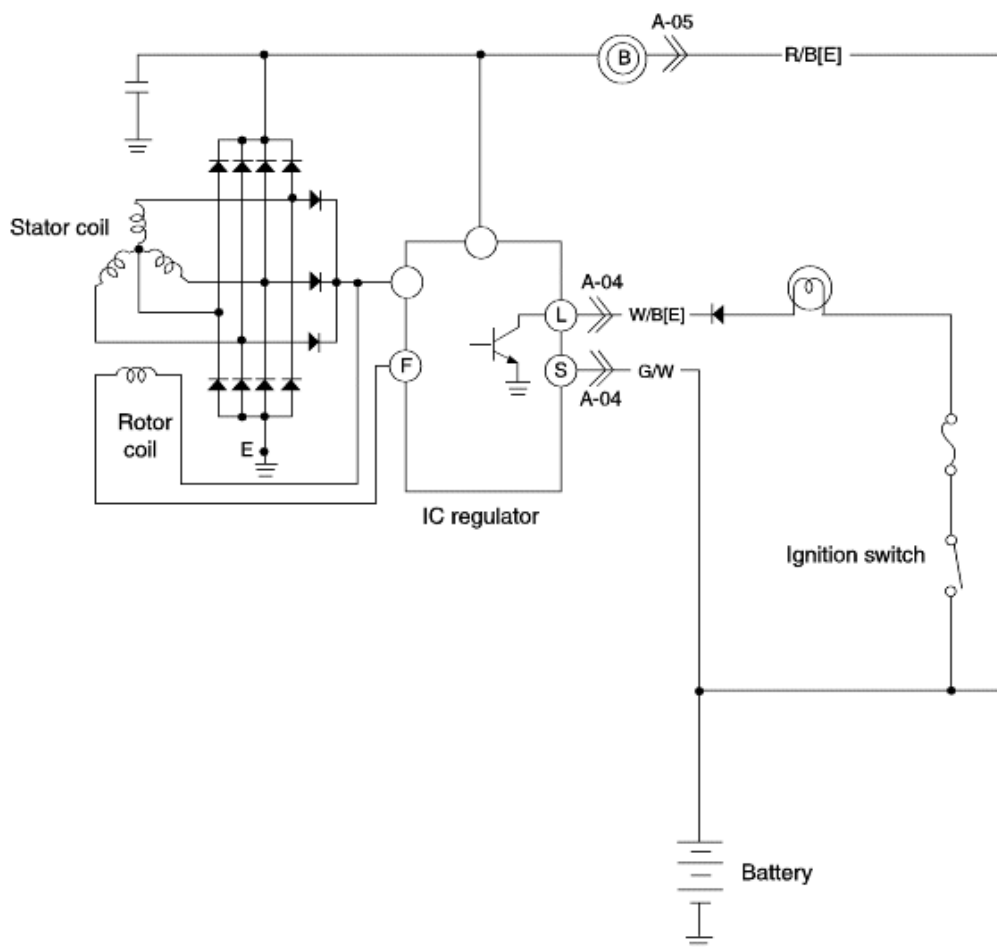 A-05
B
R/B[E]
Stator coil
A-04
L
W/B[E]
F
S
G/W
A-04
Rotor
coil
E
IC regulator
Ignition switch
Battery